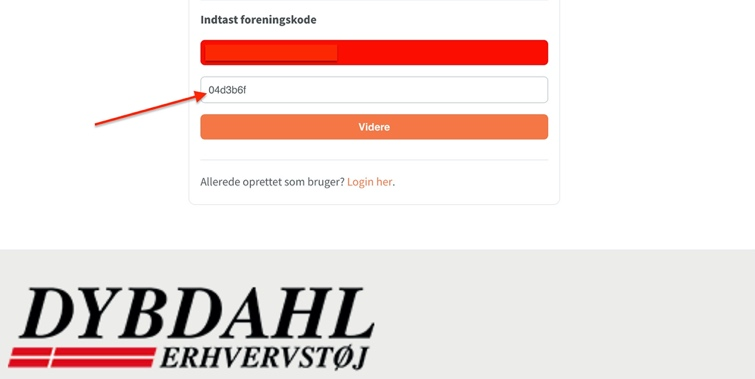 Indtast foreningskode
04d3b6f
Videre
Allerede oprettet som bruger? Login her.
DYBDAHL
ERHVERVSTØJ